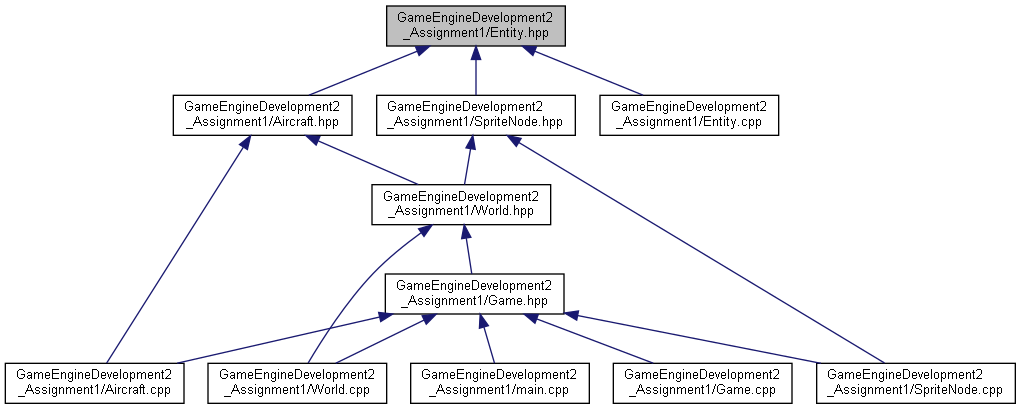 GameEngineDevelopment2
_Assignment1/Entity.hpp
GameEngineDevelopment2
_Assignment1/Aircraft.hpp
GameEngineDevelopment2
_Assignment1/SpriteNode.hpp
GameEngineDevelopment2
_Assignment1/Entity.cpp
GameEngineDevelopment2
_Assignment1/World.hpp
GameEngineDevelopment2
_Assignment1/Game.hpp
GameEngineDevelopment2
_Assignment1/Aircraft.cpp
GameEngineDevelopment2
_Assignment1/World.cpp
GameEngineDevelopment2
_Assignment1/main.cpp
GameEngineDevelopment2
_Assignment1/Game.cpp
GameEngineDevelopment2
_Assignment1/SpriteNode.cpp